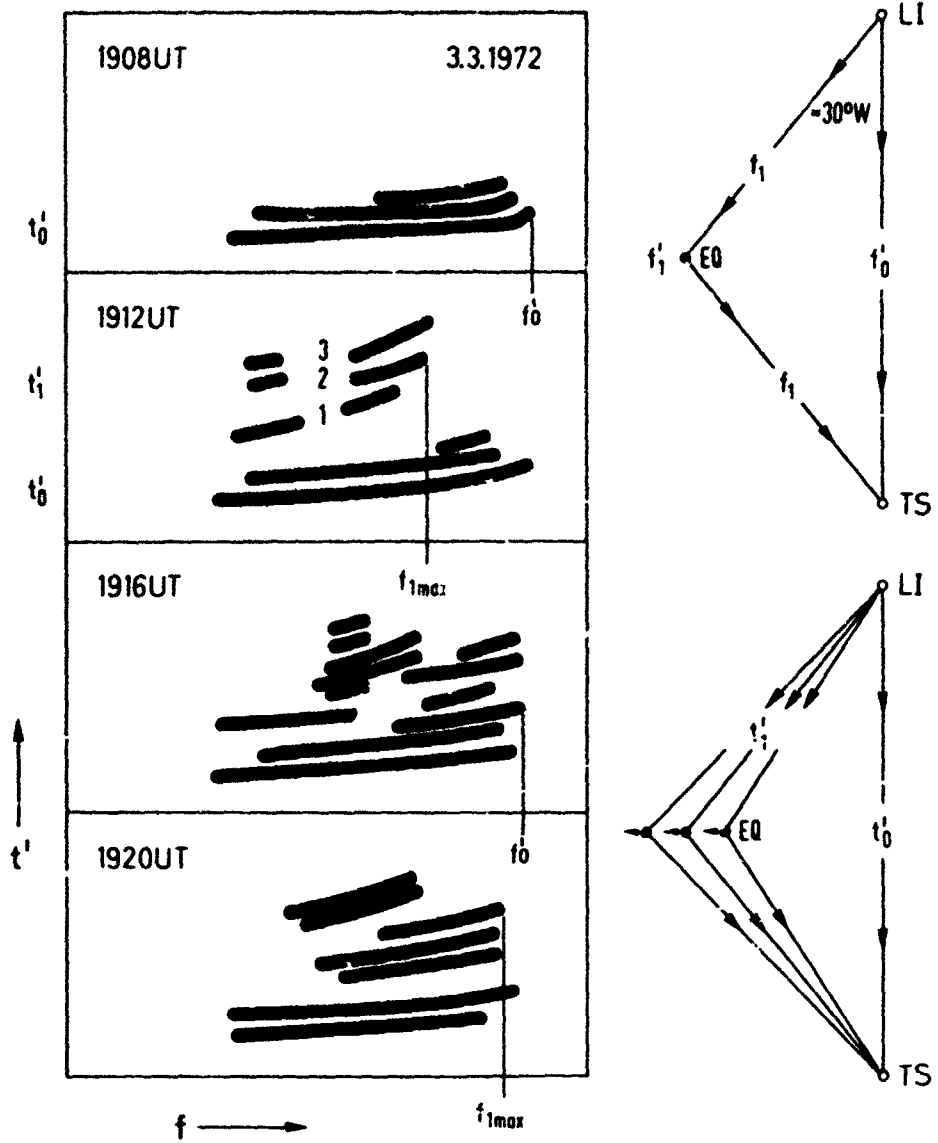 1908UT 3.3.1972
t'₀
f'₀
1912UT
3
2
1
t'₁
t'₀
f₁max
1916UT
f'₀
t'
1920UT
f₁max
f
LI
≈30°W
f₁
f'₁ EQ f'₀
f₁
TS
LI
t'₁
EQ t'₀
TS